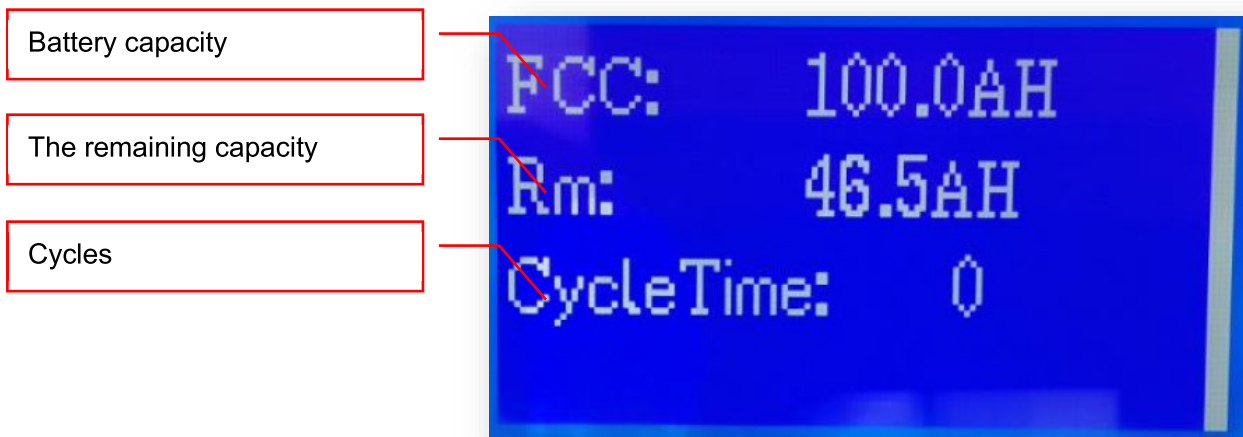 Battery capacity
FCC: 100.0AH
The remaining capacity
Rm: 46.5AH
Cycles
CycleTime: 0